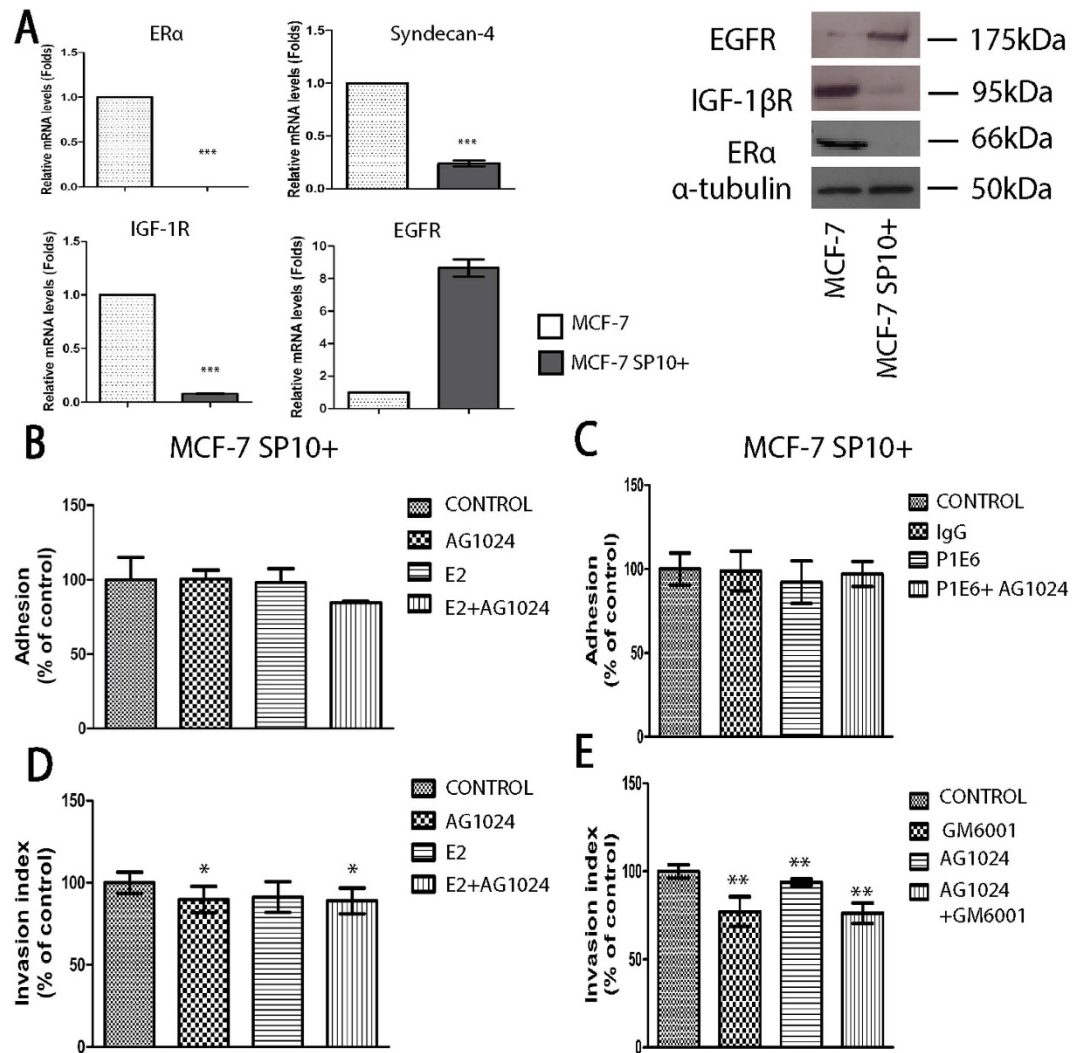 A
ERα
Relative mRNA levels (Folds)
1.5
1.0
0.5
0.0
***
Syndecan-4
Relative mRNA levels (Folds)
1.5
1.0
0.5
0.0
***
IGF-1R
Relative mRNA levels (Folds)
1.5
1.0
0.5
0.0
***
EGFR
Relative mRNA levels (Folds)
10
8
6
4
2
0
MCF-7
MCF-7 SP10+
EGFR
175kDa
IGF-1βR
95kDa
ERα
66kDa
α-tubulin
50kDa
MCF-7
MCF-7 SP10+
B
MCF-7 SP10+
Adhesion
(% of control)
150
100
50
0
CONTROL
AG1024
E2
E2+AG1024
C
MCF-7 SP10+
Adhesion
(% of control)
150
100
50
0
CONTROL
IgG
P1E6
P1E6+ AG1024
D
Invasion index
(% of control)
150
100
50
0
*
*
CONTROL
AG1024
E2
E2+AG1024
E
Invasion index
(% of control)
150
100
50
0
**
**
**
CONTROL
GM6001
AG1024
AG1024
+GM6001